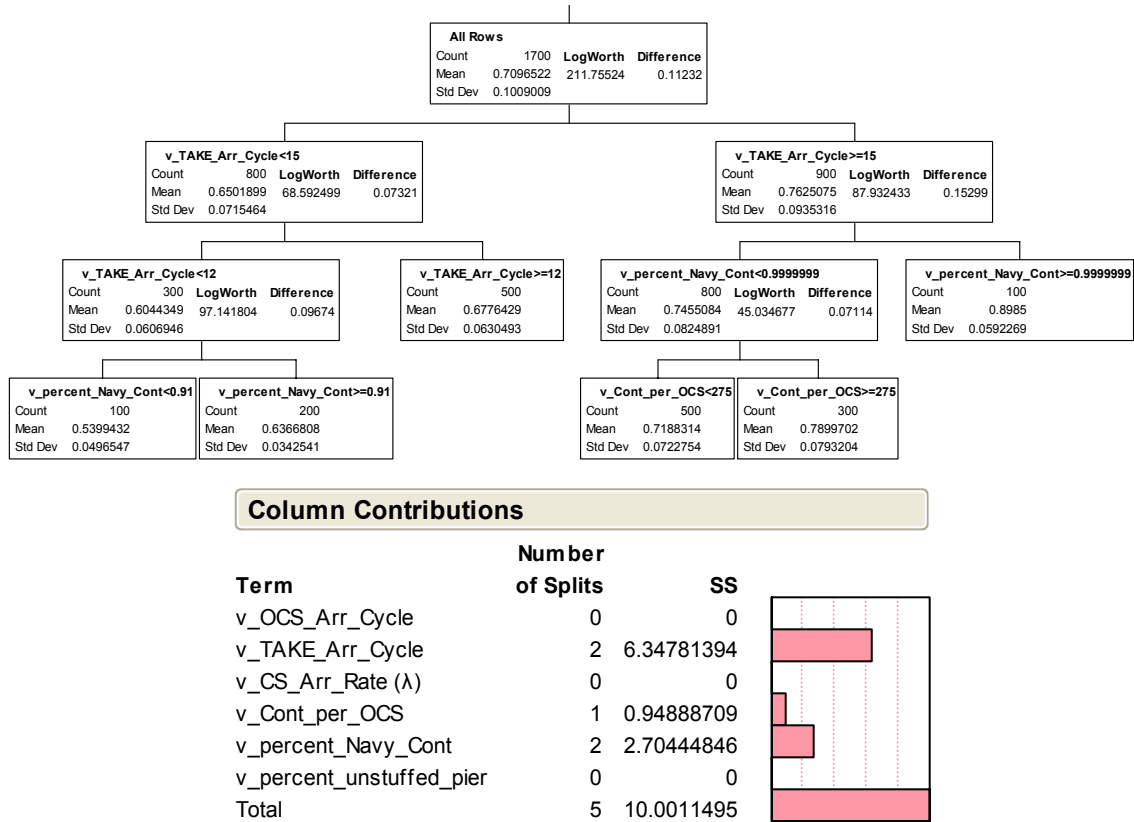 All Rows
Count 1700 LogWorth Difference
Mean 0.7096522 211.75524 0.11232
Std Dev 0.1009009
v_TAKE_Arr_Cycle<15
Count 800 LogWorth Difference
Mean 0.6501899 68.592499 0.07321
Std Dev 0.0715464
v_TAKE_Arr_Cycle>=15
Count 900 LogWorth Difference
Mean 0.7625075 87.932433 0.15299
Std Dev 0.0935316
v_TAKE_Arr_Cycle<12
Count 300 LogWorth Difference
Mean 0.6044349 97.141804 0.09674
Std Dev 0.0606946
v_TAKE_Arr_Cycle>=12
Count 500
Mean 0.6776429
Std Dev 0.0630493
v_percent_Navy_Cont<0.9999999
Count 800 LogWorth Difference
Mean 0.7455084 45.034677 0.07114
Std Dev 0.0824891
v_percent_Navy_Cont>=0.9999999
Count 100
Mean 0.8985
Std Dev 0.0592269
v_percent_Navy_Cont<0.91
Count 100
Mean 0.5399432
Std Dev 0.0496547
v_percent_Navy_Cont>=0.91
Count 200
Mean 0.6366808
Std Dev 0.0342541
v_Cont_per_OCS<275
Count 500
Mean 0.7188314
Std Dev 0.0722754
v_Cont_per_OCS>=275
Count 300
Mean 0.7899702
Std Dev 0.0793204
Column Contributions
Number
Term of Splits SS
v_OCS_Arr_Cycle 0 0
v_TAKE_Arr_Cycle 2 6.34781394
v_CS_Arr_Rate (λ) 0 0
v_Cont_per_OCS 1 0.94888709
v_percent_Navy_Cont 2 2.70444846
v_percent_unstuffed_pier 0 0
Total 5 10.0011495